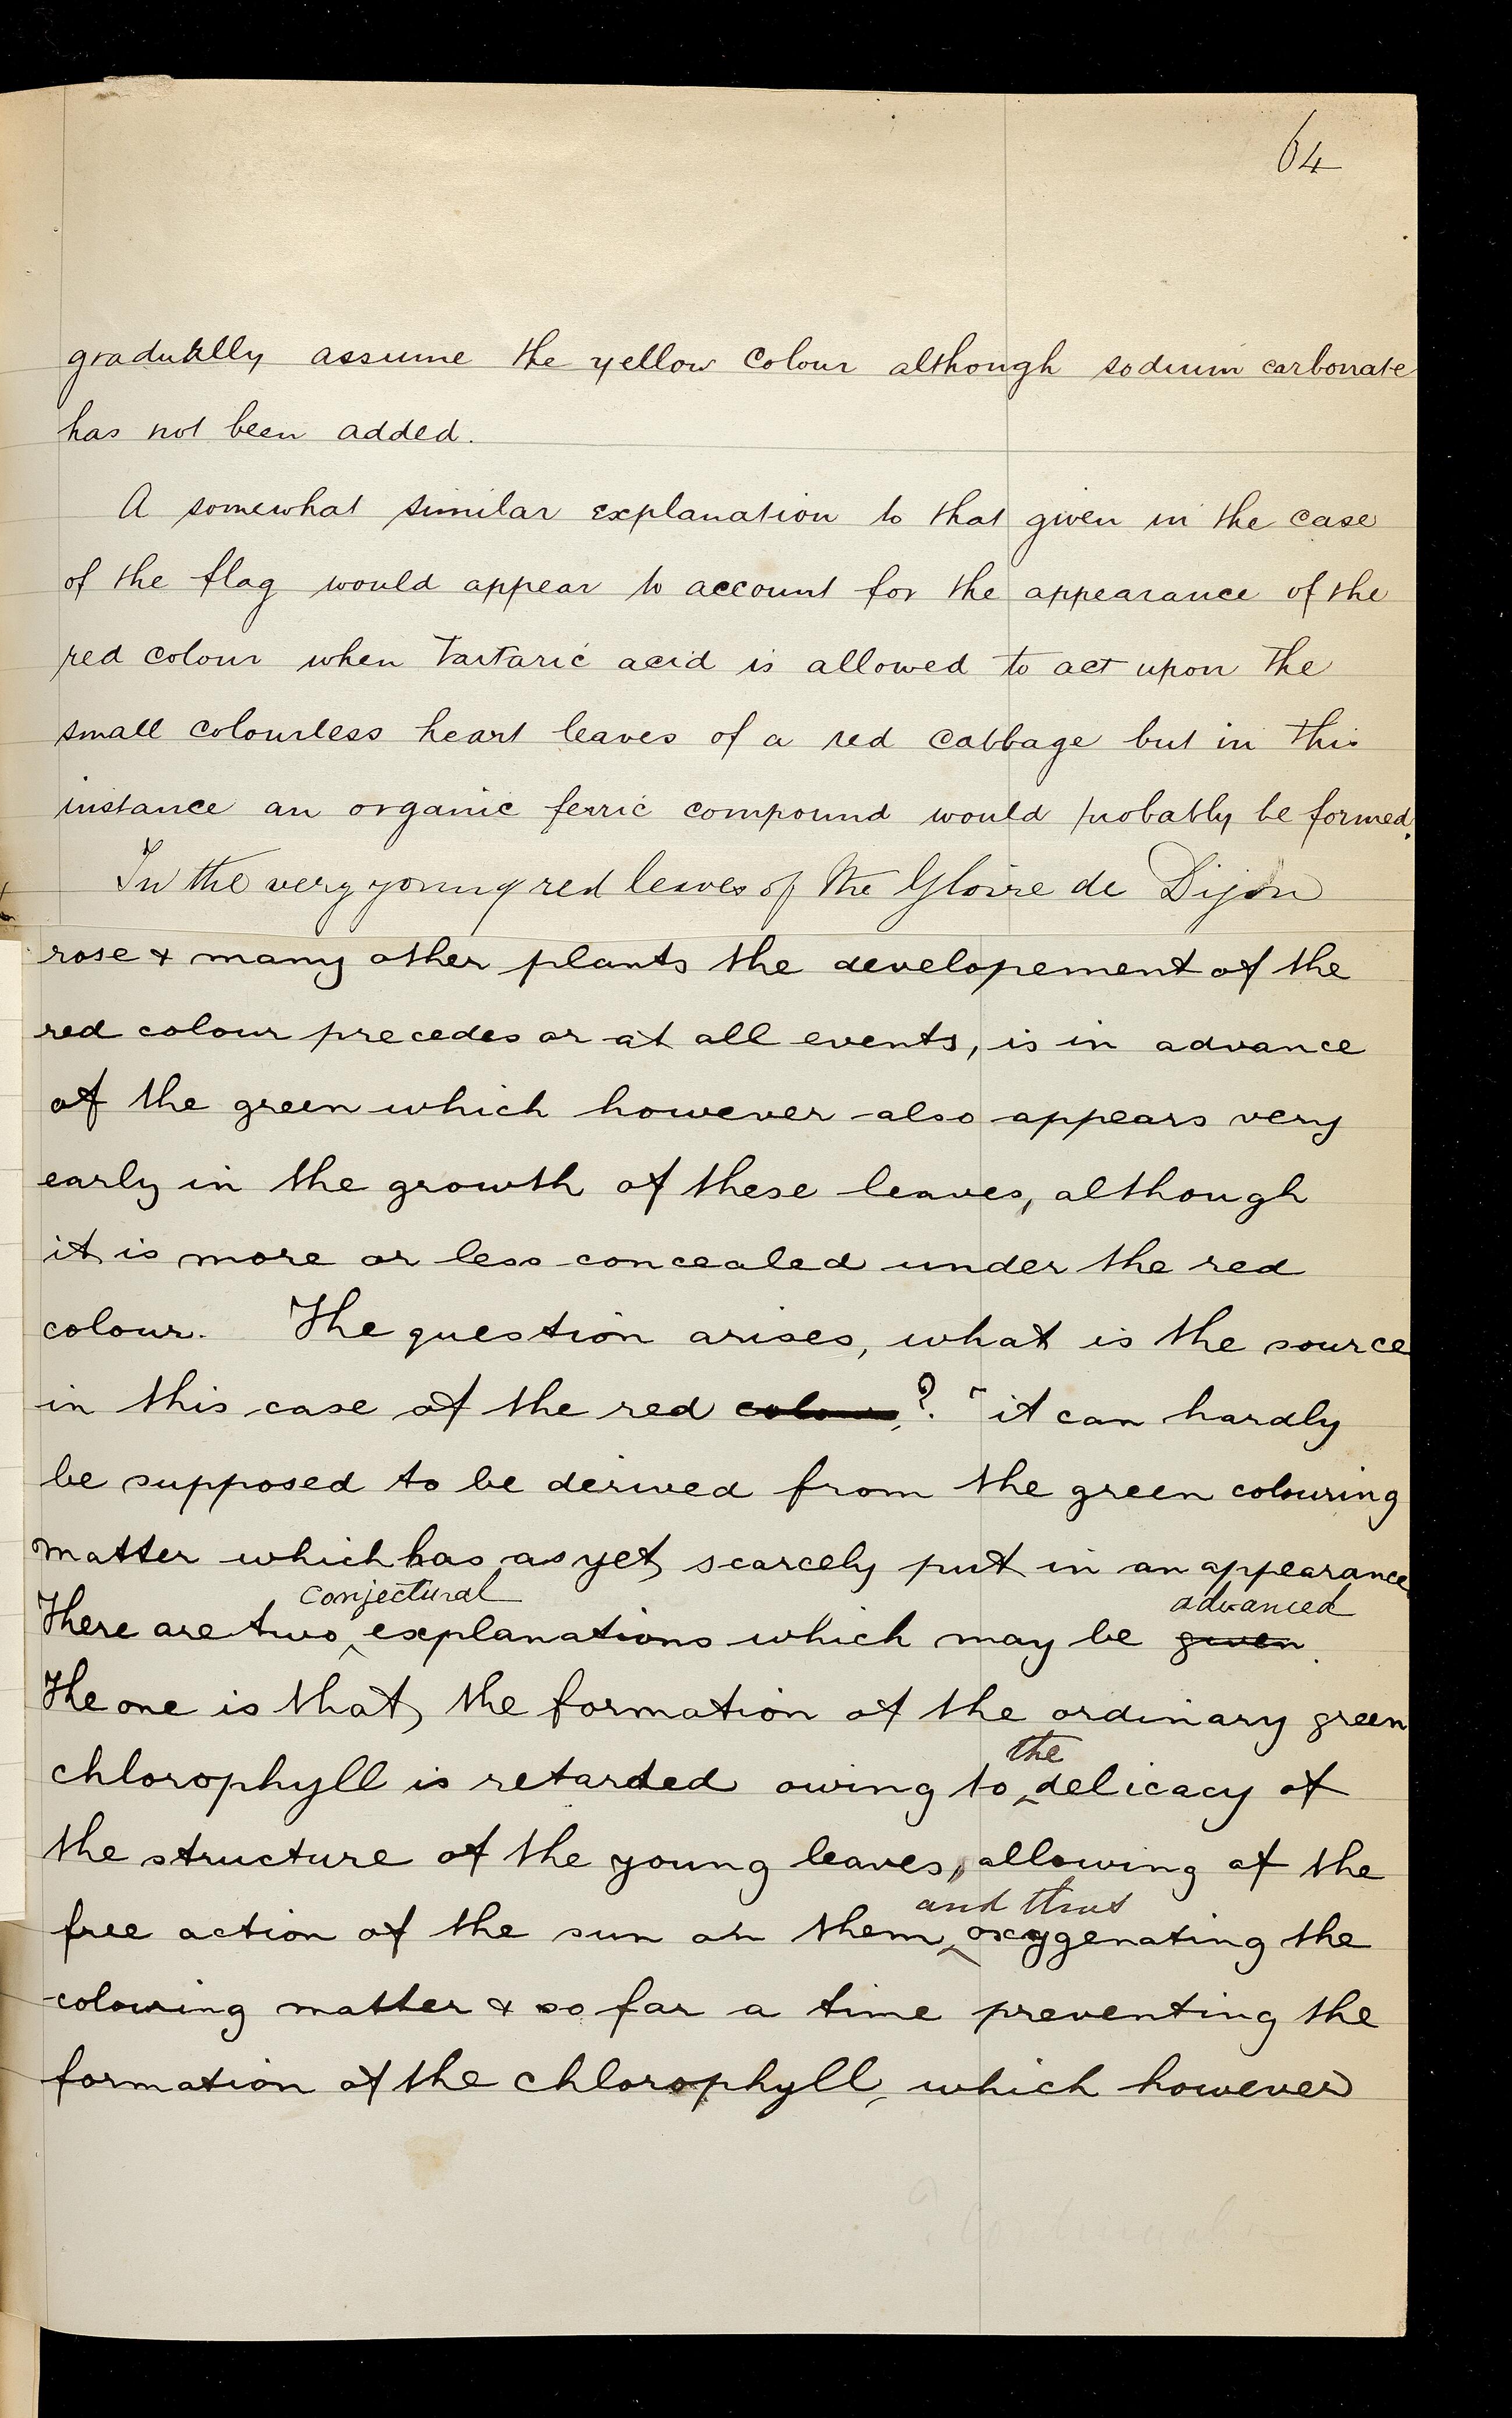 64
gradually assume the yellow colour although sodium carbonate
has not been added.
A somewhat similar explanation to that given in the case
of the flag would appear to account for the appearance of the
red colour when Tartaric acid is allowed to act upon the
small colourless heart leaves of a red cabbage but in this
instance an organic ferric compound would probably be formed.
In the very young red leaves of the Gloire de Dijon
rose & many other plants the developement of the
red colour precedes or at all events, is in advance
of the green which however also appears very
early in the growth of these leaves, although
it is more or less concealed under the red
colour. The question arises, what is the source
in this case of the red colour? it can hardly
be supposed to be derived from the green colouring
matter which has as yet scarcely put in an appearance
conjectural advanced
There are two explanations which may be given.
The one is that, the formation of the ordinary green
the
chlorophyll is retarded owing to delicacy of
the structure of the young leaves, allowing of the
and thus
free action of the sun on them, oxygenating the
colouring matter & so for a time preventing the
formation of the chlorophyll, which however